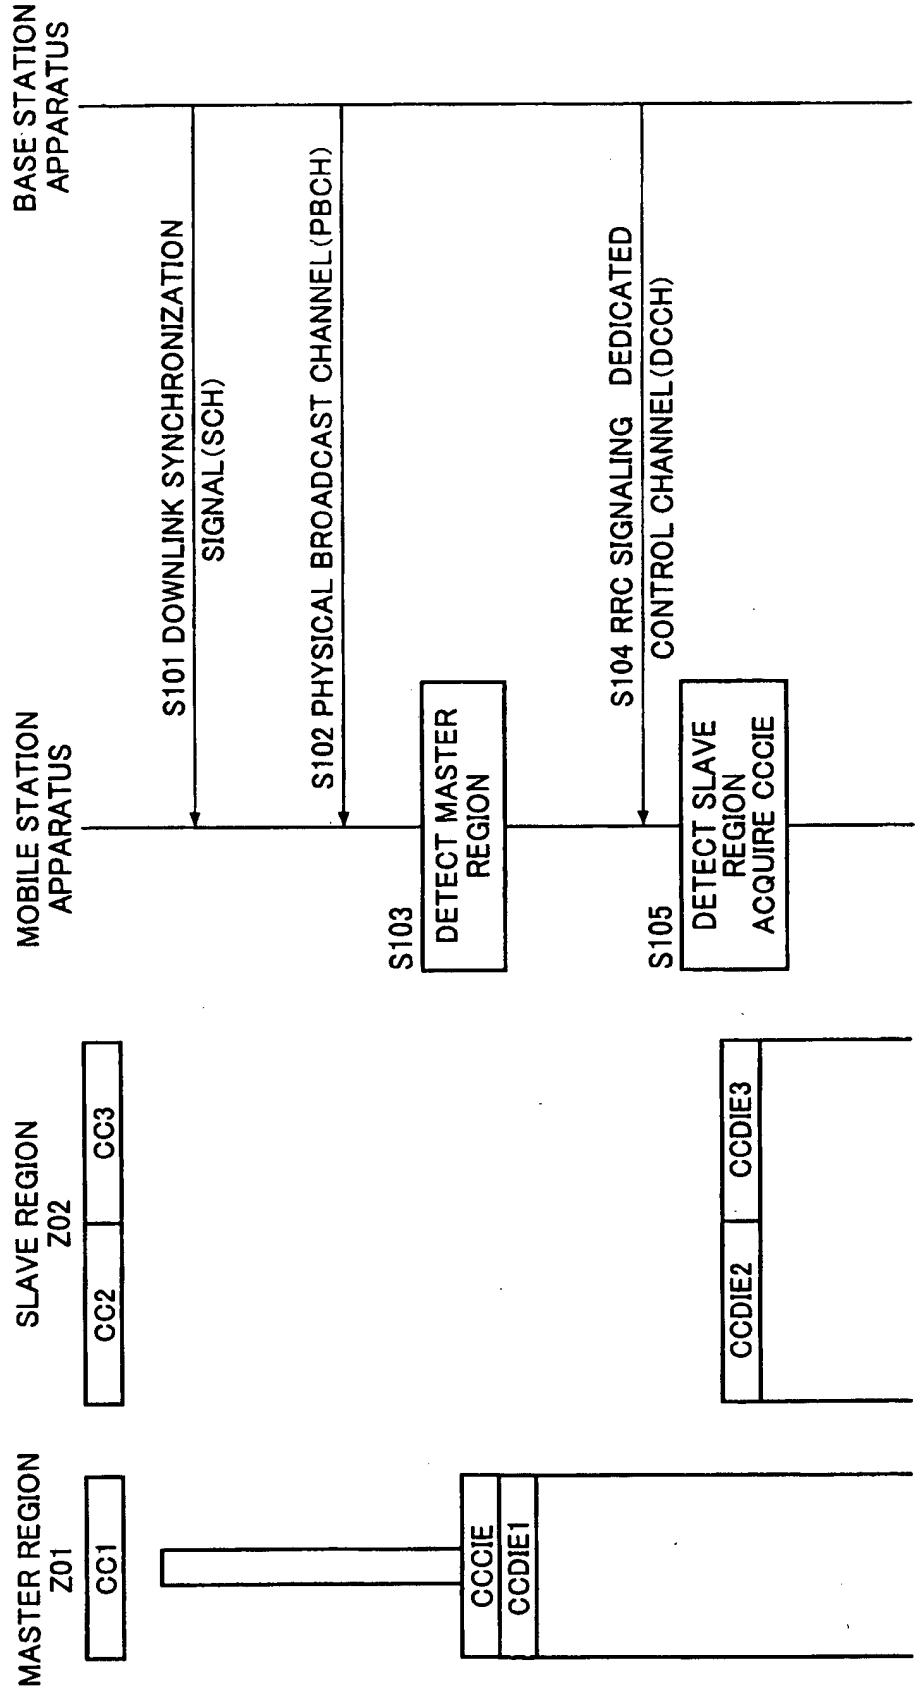 MASTER REGION
Z01
CC1
CCCIE
CCDIE1
SLAVE REGION
Z02
CC2
CC3
CCDIE2
CCDIE3
MOBILE STATION
APPARATUS
BASE STATION
APPARATUS
S101 DOWNLINK SYNCHRONIZATION
SIGNAL(SCH)
S102 PHYSICAL BROADCAST CHANNEL(PBCH)
S103
DETECT MASTER
REGION
S104 RRC SIGNALING DEDICATED
CONTROL CHANNEL(DCCH)
S105
DETECT SLAVE
REGION
ACQUIRE CCCIE